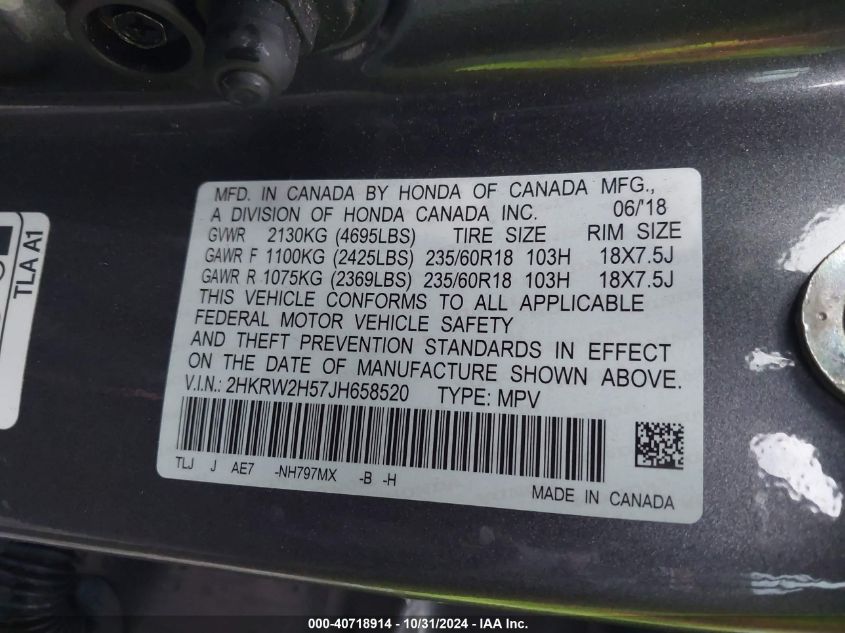 MFD. IN CANADA BY HONDA OF CANADA MFG.,
A DIVISION OF HONDA CANADA INC. 06/'18
GVWR 2130KG (4695LBS) TIRE SIZE RIM SIZE
GAWR F 1100KG (2425LBS) 235/60R18 103H 18X7.5J
GAWR R 1075KG (2369LBS) 235/60R18 103H 18X7.5J
THIS VEHICLE CONFORMS TO ALL APPLICABLE
FEDERAL MOTOR VEHICLE SAFETY
AND THEFT PREVENTION STANDARDS IN EFFECT
ON THE DATE OF MANUFACTURE SHOWN ABOVE.
V.I.N.: 2HKRW2H57JH658520 TYPE: MPV
TLJ J AE7 -NH797MX -B -H
MADE IN CANADA
TLA A1
000-40718914 - 10/31/2024 - IAA Inc.